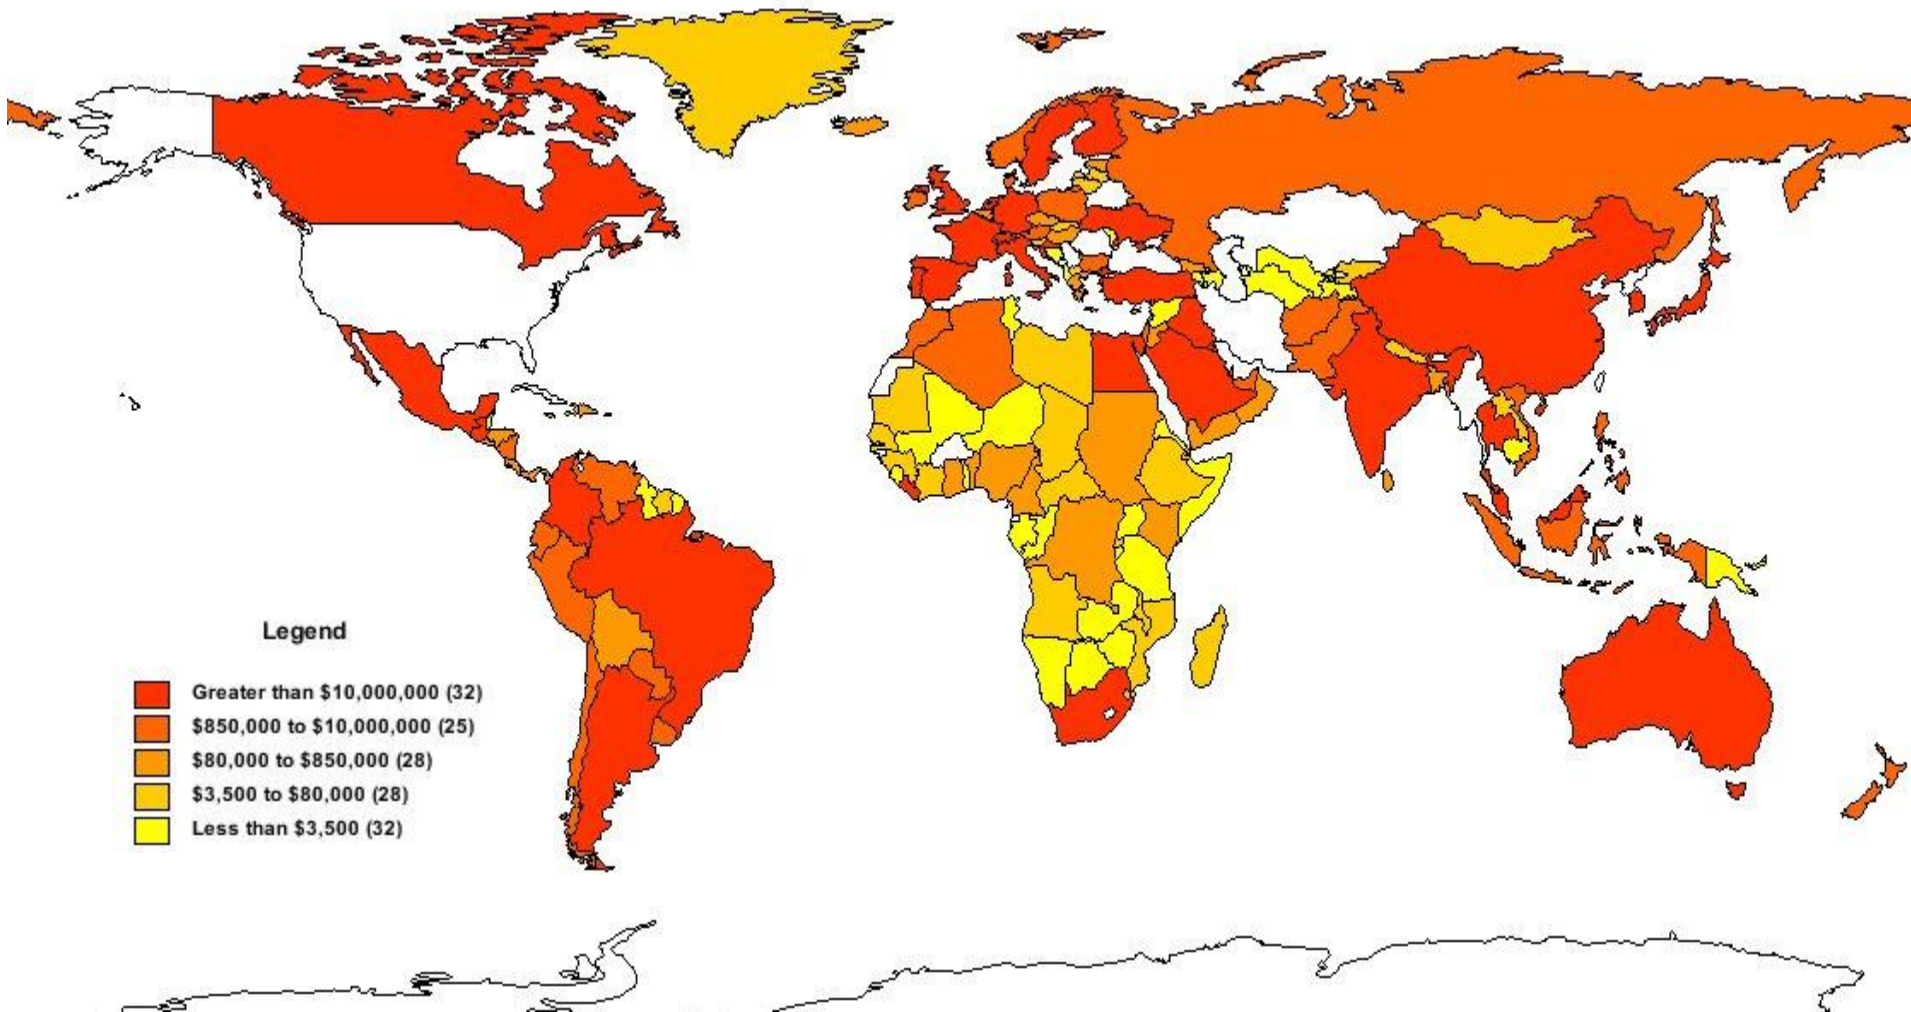 Legend
Greater than $10,000,000 (32)
$850,000 to $10,000,000 (25)
$80,000 to $850,000 (28)
$3,500 to $80,000 (28)
Less than $3,500 (32)